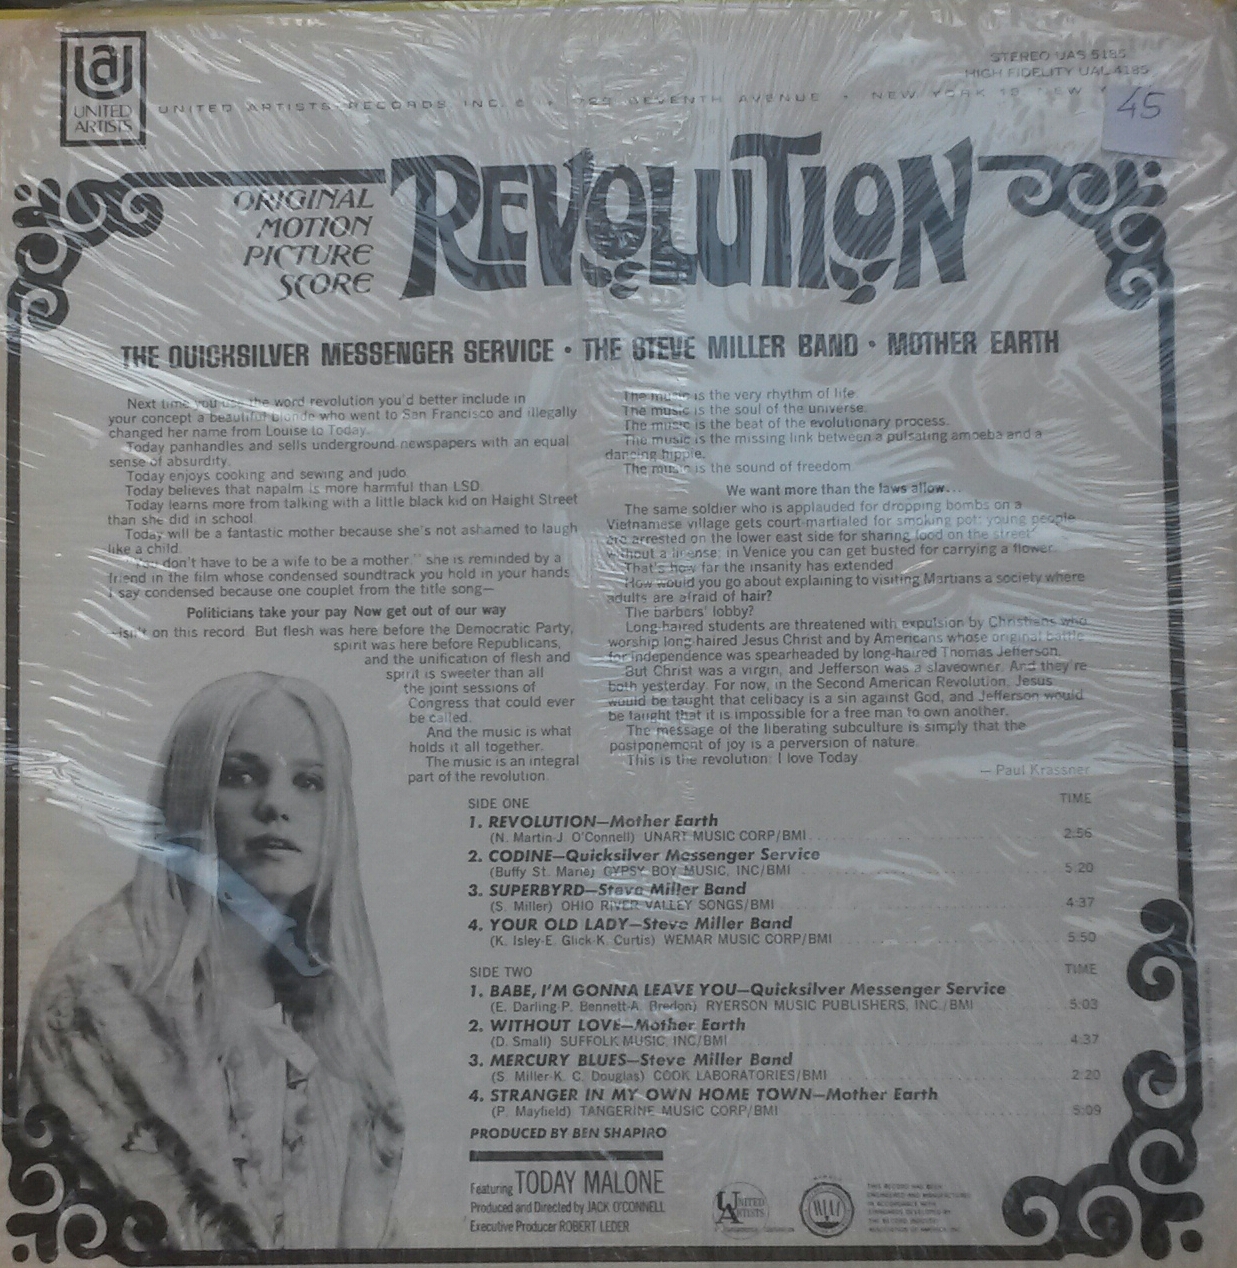 UNITED
ARTISTS
STEREO UAS 5185
HIGH FIDELITY UAL 4185
UNITED ARTISTS RECORDS, INC. • 729 SEVENTH AVENUE • NEW YORK 19, NEW Y
45
ORIGINAL
MOTION
PICTURE
SCORE
REVOLUTION
THE QUICKSILVER MESSENGER SERVICE • THE STEVE MILLER BAND • MOTHER EARTH
Next time you use the word revolution you'd better include in
your concept a beautiful blonde who went to San Francisco and illegally
changed her name from Louise to Today.
Today panhandles and sells underground newspapers with an equal
sense of absurdity.
Today enjoys cooking and sewing and judo.
Today believes that napalm is more harmful than LSD.
Today learns more from talking with a little black kid on Haight Street
than she did in school.
Today will be a fantastic mother because she's not ashamed to laugh
like a child.
"You don't have to be a wife to be a mother," she is reminded by a
friend in the film whose condensed soundtrack you hold in your hands.
I say condensed because one couplet from the title song—
Politicians take your pay Now get out of our way
—isn't on this record. But flesh was here before the Democratic Party,
spirit was here before Republicans,
and the unification of flesh and
spirit is sweeter than all
the joint sessions of
Congress that could ever
be called.
And the music is what
holds it all together.
The music is an integral
part of the revolution.
The music is the very rhythm of life.
The music is the soul of the universe.
The music is the beat of the evolutionary process.
The music is the missing link between a pulsating amoeba and a
dancing hippie.
The music is the sound of freedom.
We want more than the laws allow...
The same soldier who is applauded for dropping bombs on a
Vietnamese village gets court-martialed for smoking pot; young people
are arrested on the lower east side for sharing food on the street
without a license; in Venice you can get busted for carrying a flower.
That's how far the insanity has extended.
How would you go about explaining to visiting Martians a society where
adults are afraid of hair?
The barbers' lobby?
Long-haired students are threatened with expulsion by Christians who
worship long haired Jesus Christ and by Americans whose original battle
for independence was spearheaded by long-haired Thomas Jefferson.
But Christ was a virgin, and Jefferson was a slaveowner. And they're
both yesterday. For now, in the Second American Revolution, Jesus
would be taught that celibacy is a sin against God, and Jefferson would
be taught that it is impossible for a free man to own another.
The message of the liberating subculture is simply that the
postponement of joy is a perversion of nature.
This is the revolution: I love Today
— Paul Krassner
SIDE ONE TIME
1. REVOLUTION—Mother Earth
(N. Martin-J. O'Connell) UNART MUSIC CORP/BMI 2:56
2. CODINE—Quicksilver Messenger Service
(Buffy St. Marie) GYPSY BOY MUSIC, INC/BMI 5:20
3. SUPERBYRD—Steve Miller Band
(S. Miller) OHIO RIVER VALLEY SONGS/BMI 4:37
4. YOUR OLD LADY—Steve Miller Band
(K. Isley-E. Glick-K. Curtis) WEMAR MUSIC CORP/BMI 5:50
SIDE TWO TIME
1. BABE, I'M GONNA LEAVE YOU—Quicksilver Messenger Service
(E. Darling-P. Bennett-A. Bredon) RYERSON MUSIC PUBLISHERS, INC./BMI 5:03
2. WITHOUT LOVE—Mother Earth
(D. Small) SUFFOLK MUSIC, INC/BMI 4:37
3. MERCURY BLUES—Steve Miller Band
(S. Miller-K. C. Douglas) COOK LABORATORIES/BMI 2:20
4. STRANGER IN MY OWN HOME TOWN—Mother Earth
(P. Mayfield) TANGERINE MUSIC CORP/BMI 5:09
PRODUCED BY BEN SHAPIRO
Featuring TODAY MALONE
Produced and Directed by JACK O'CONNELL
Executive Producer ROBERT LEDER
UNITED
ARTISTS
THIS RECORD HAS BEEN
ENGINEERED AND MANUFACTURED
IN ACCORDANCE WITH
STANDARDS DEVELOPED BY
THE RECORD INDUSTRY
ASSOCIATION OF AMERICA, INC.